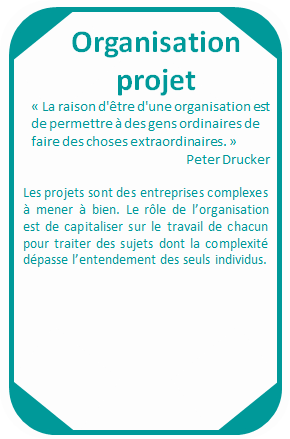 Organisation
projet
« La raison d'être d'une organisation est
de permettre à des gens ordinaires de
faire des choses extraordinaires. »
Peter Drucker
Les projets sont des entreprises complexes
à mener à bien. Le rôle de l’organisation
est de capitaliser sur le travail de chacun
pour traiter des sujets dont la complexité
dépasse l’entendement des seuls individus.